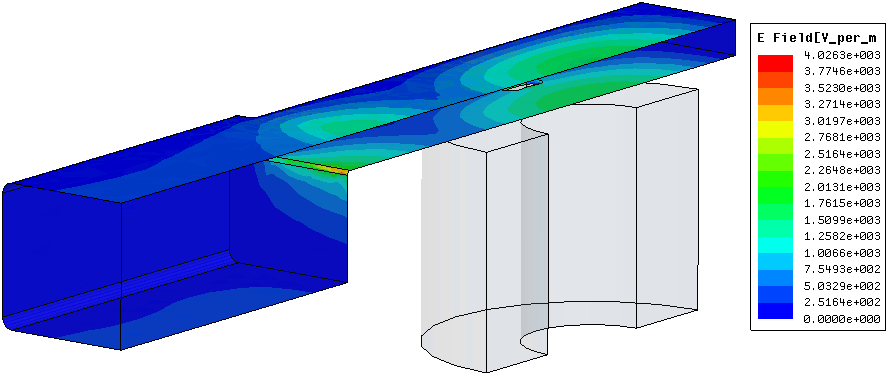 E Field[V_per_m
4.0263e+003
3.7746e+003
3.5230e+003
3.2714e+003
3.0197e+003
2.7681e+003
2.5164e+003
2.2648e+003
2.0131e+003
1.7615e+003
1.5099e+003
1.2582e+003
1.0066e+003
7.5493e+002
5.0329e+002
2.5164e+002
0.0000e+000